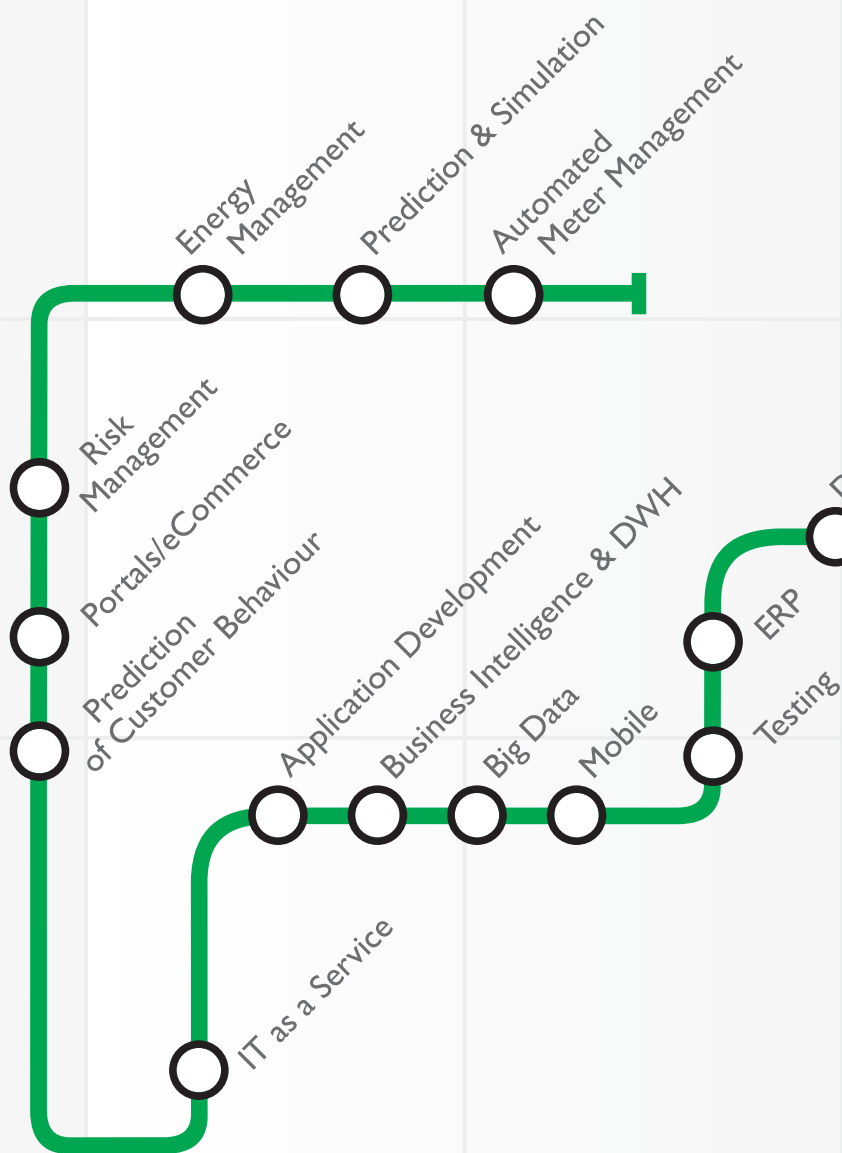 Energy
Management
Prediction & Simulation
Automated
Meter Management
Risk
Management
Portals/eCommerce
Prediction
of Customer Behaviour
Application Development
Business Intelligence & DWH
Big Data
Mobile
ERP
Testing
IT as a Service